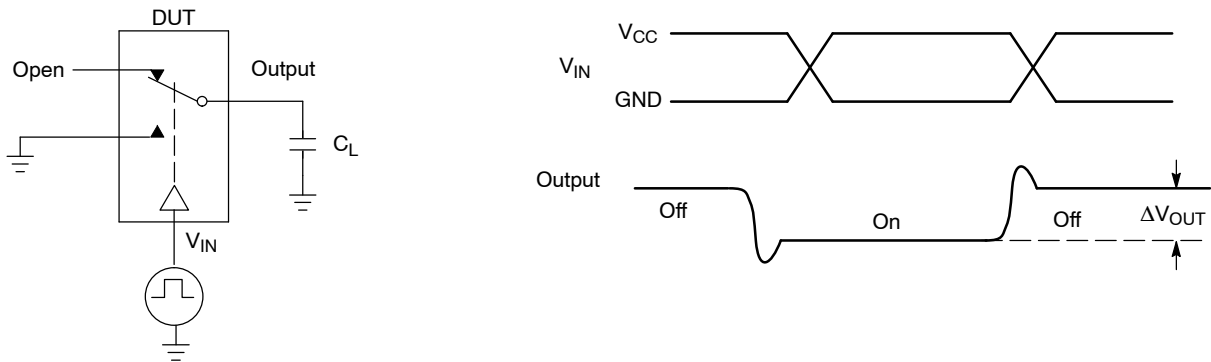 DUT
Open
Output
C_L
V_IN
V_IN
V_CC
GND
Output
Off
On
Off
ΔV_OUT